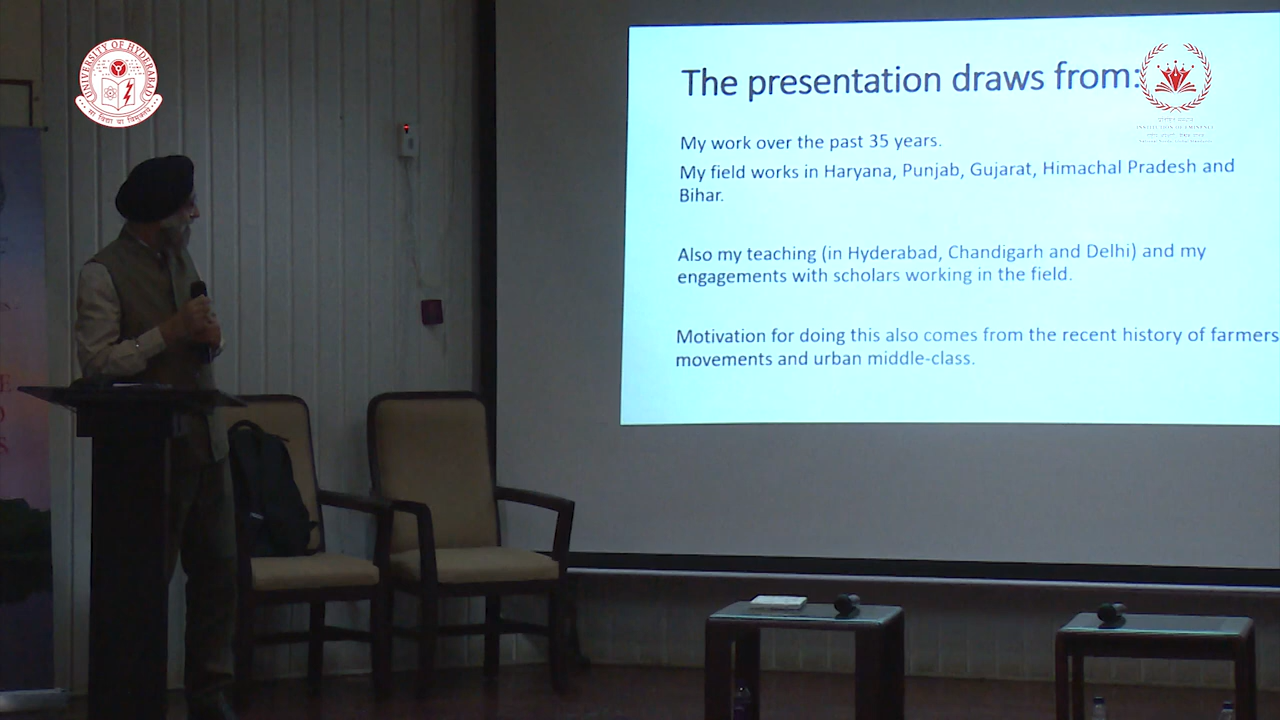 UNIVERSITY OF HYDERABAD
The presentation draws from:
INSTITUTION OF EMINENCE
My work over the past 35 years.
My field works in Haryana, Punjab, Gujarat, Himachal Pradesh and
Bihar.
Also my teaching (in Hyderabad, Chandigarh and Delhi) and my
engagements with scholars working in the field.
Motivation for doing this also comes from the recent history of farmers
movements and urban middle-class.